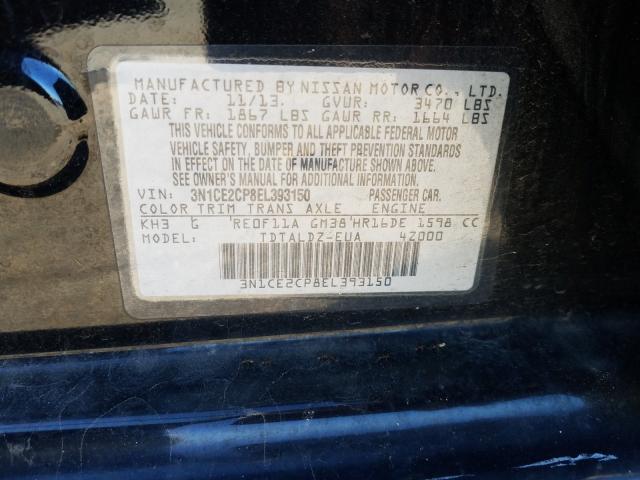 MANUFACTURED BY NISSAN MOTOR CO., LTD.
DATE: 11/13. GVWR: 3470 LBS
GAWR FR: 1867 LBS GAWR RR: 1664 LBS
THIS VEHICLE CONFORMS TO ALL APPLICABLE FEDERAL MOTOR
VEHICLE SAFETY, BUMPER AND THEFT PREVENTION STANDARDS
IN EFFECT ON THE DATE OF MANUFACTURE SHOWN ABOVE.
SEE OWNER'S MANUAL FOR ADDITIONAL INFORMATION.
VIN: 3N1CE2CP8EL393150 PASSENGER CAR.
COLOR TRIM TRANS AXLE ENGINE
KH3 G RE0F11A GM38 HR16DE 1598 CC
MODEL: TDTALDZ-EUA 4Z000
3N1CE2CP8EL393150